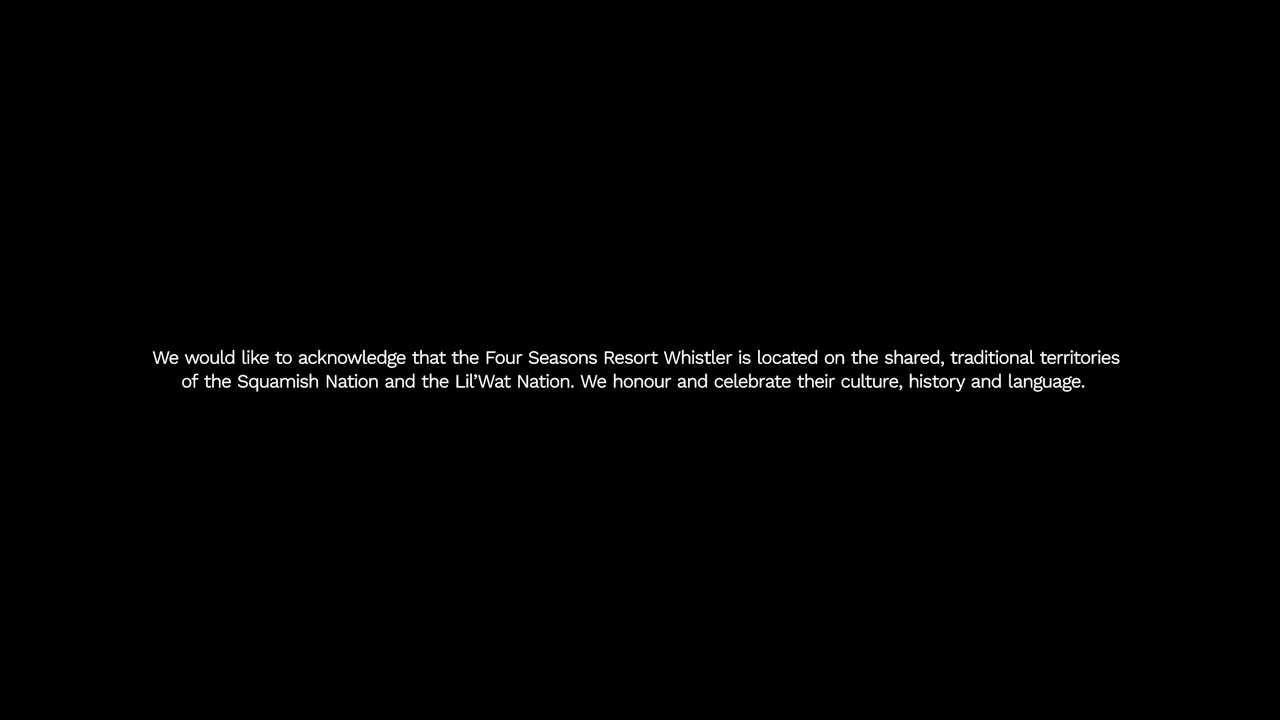 We would like to acknowledge that the Four Seasons Resort Whistler is located on the shared, traditional territories
of the Squamish Nation and the Lil’Wat Nation. We honour and celebrate their culture, history and language.